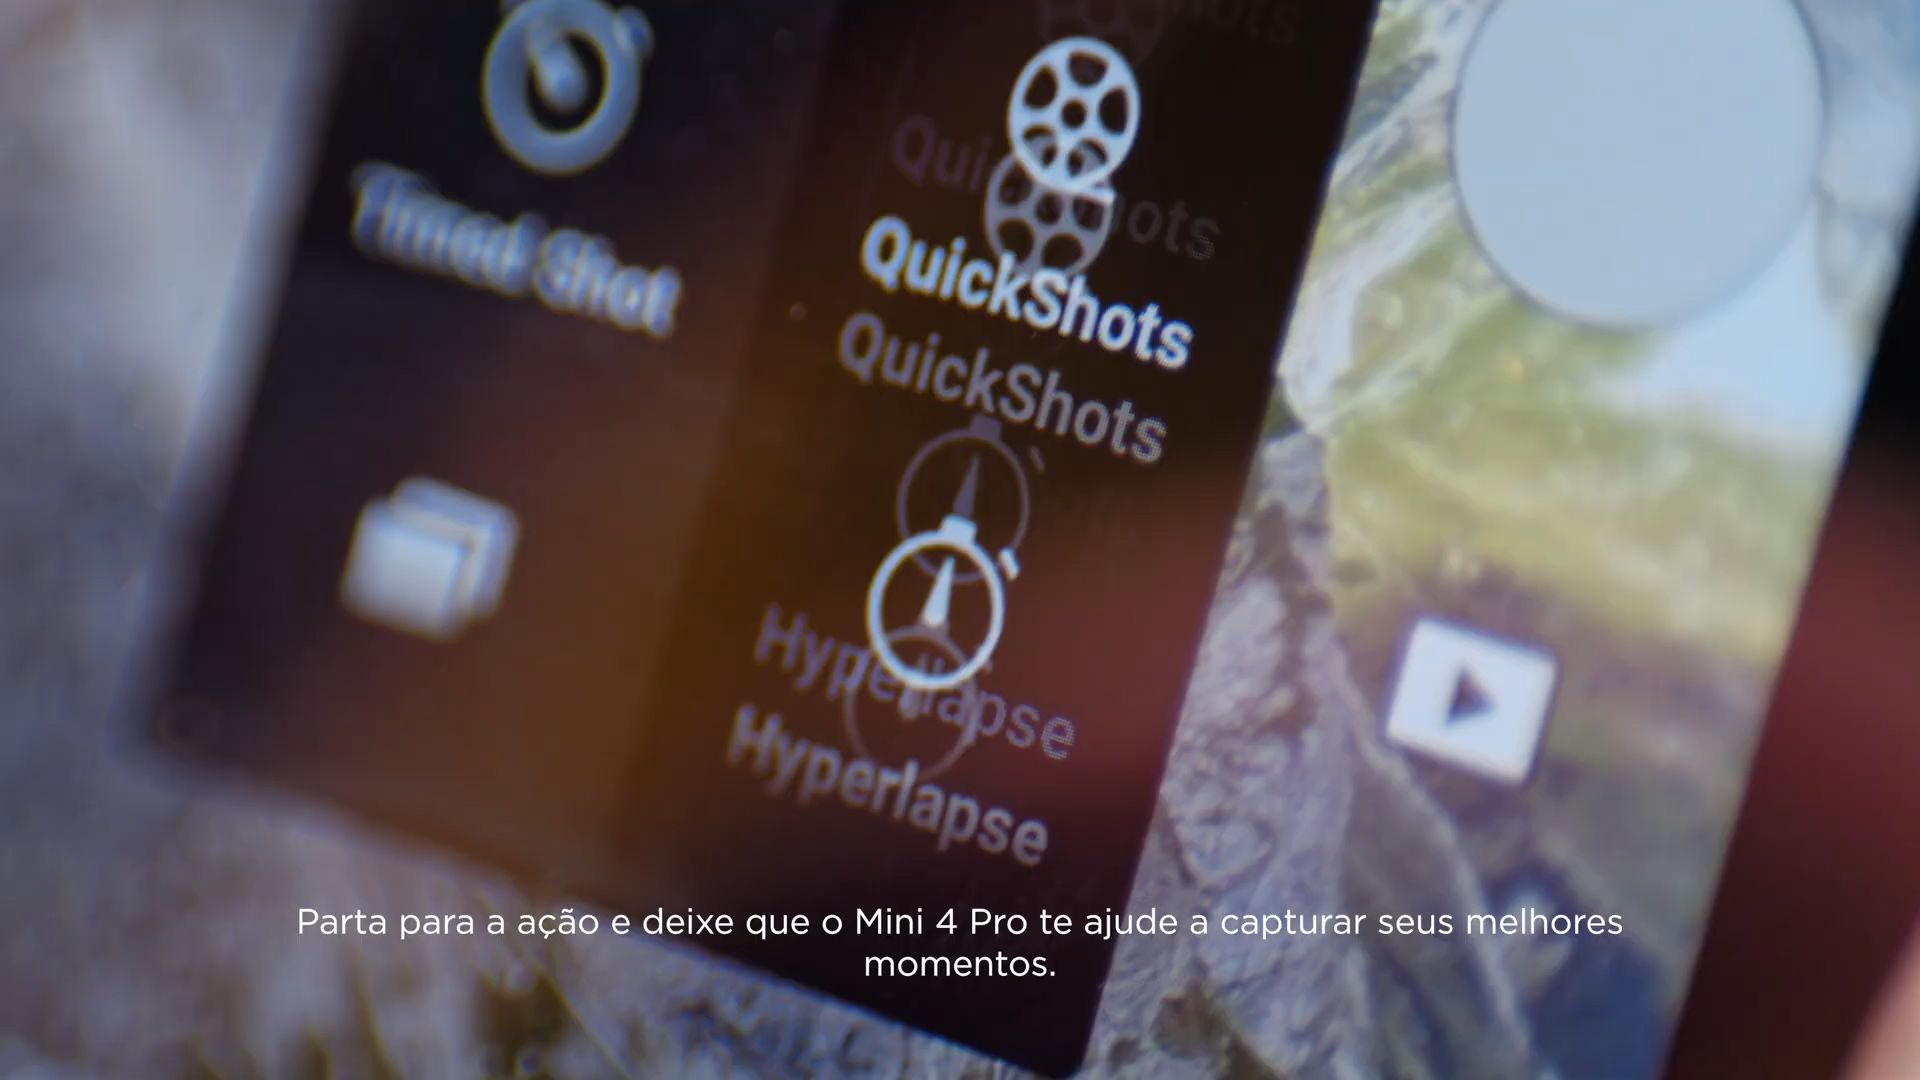 Timed Shot
QuickShots
QuickShots
QuickShots
Hyperlapse
Hyperlapse
Parta para a ação e deixe que o Mini 4 Pro te ajude a capturar seus melhores
momentos.